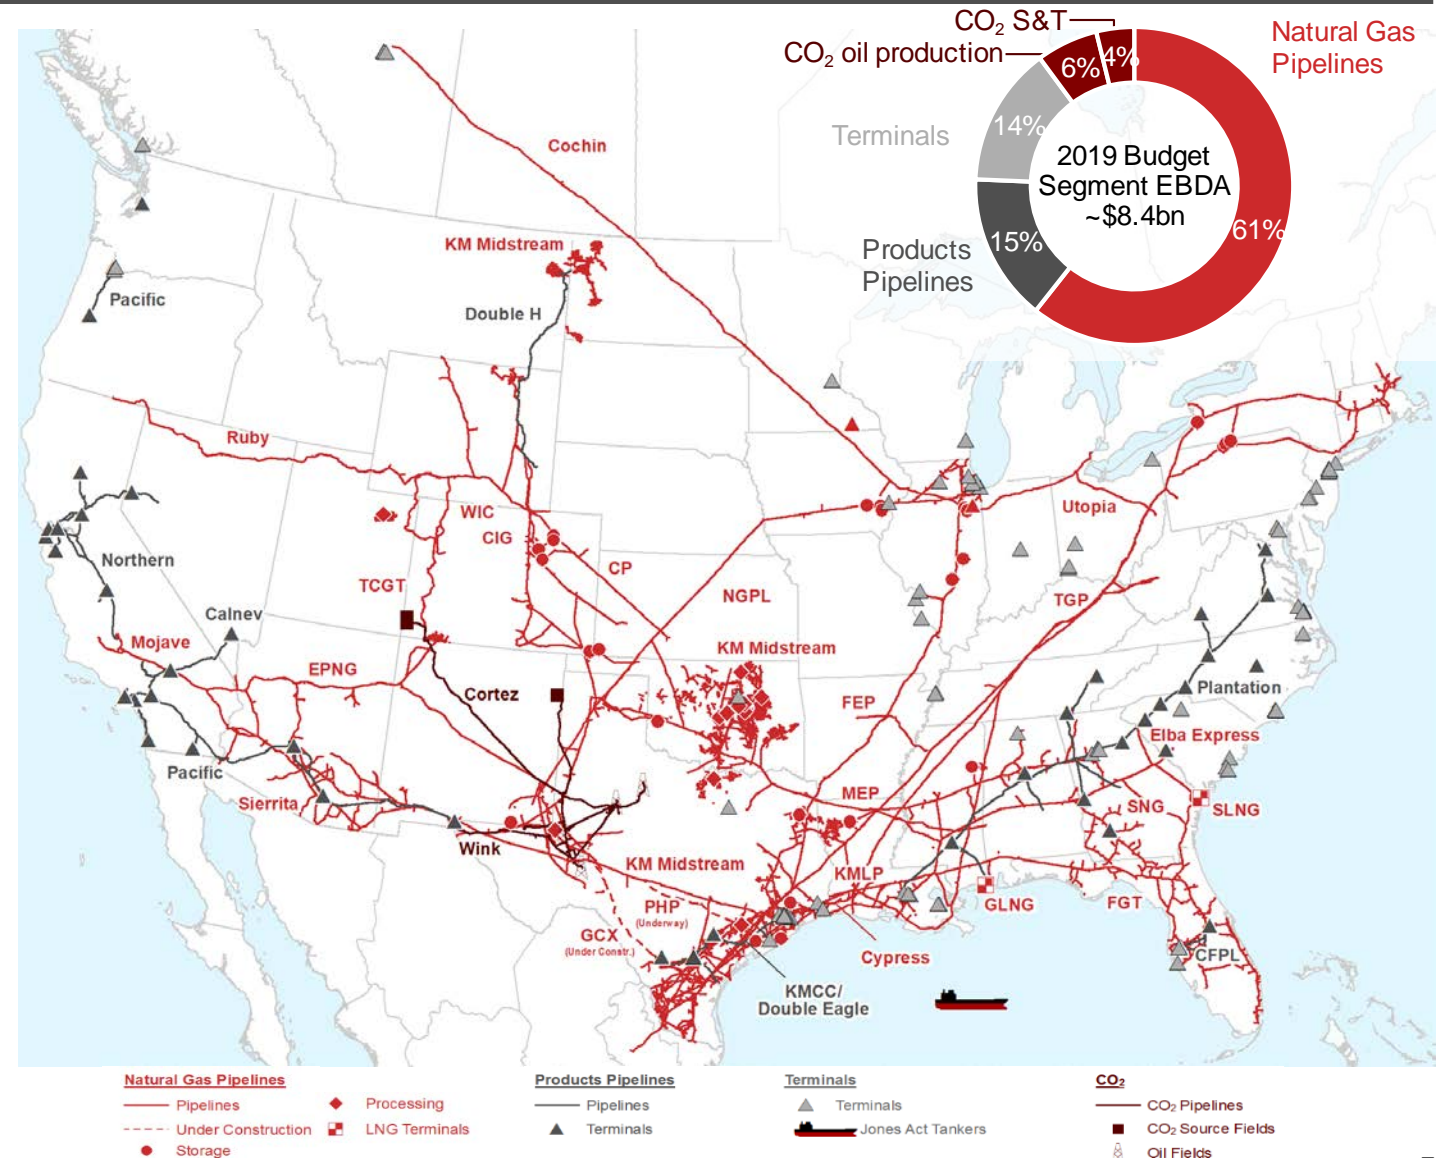 CO₂ S&T
CO₂ oil production
Natural Gas
Pipelines
6%
4%
Terminals
14%
2019 Budget
Segment EBDA
~$8.4bn
61%
Products
Pipelines
15%
Cochin
KM Midstream
Double H
Pacific
Ruby
WIC
CIG
CP
Utopia
Northern
TCGT
NGPL
TGP
Calnev
Mojave
KM Midstream
EPNG
Cortez
FEP
Plantation
Elba Express
Pacific
Sierrita
MEP
SNG
SLNG
Wink
KM Midstream
KMLP
PHP
(Underway)
GLNG
FGT
GCX
(Under Constr.)
Cypress
CFPL
KMCC/
Double Eagle
Natural Gas Pipelines
Pipelines
Processing
Under Construction
LNG Terminals
Storage
Products Pipelines
Pipelines
Terminals
Terminals
Terminals
Jones Act Tankers
CO₂
CO₂ Pipelines
CO₂ Source Fields
Oil Fields